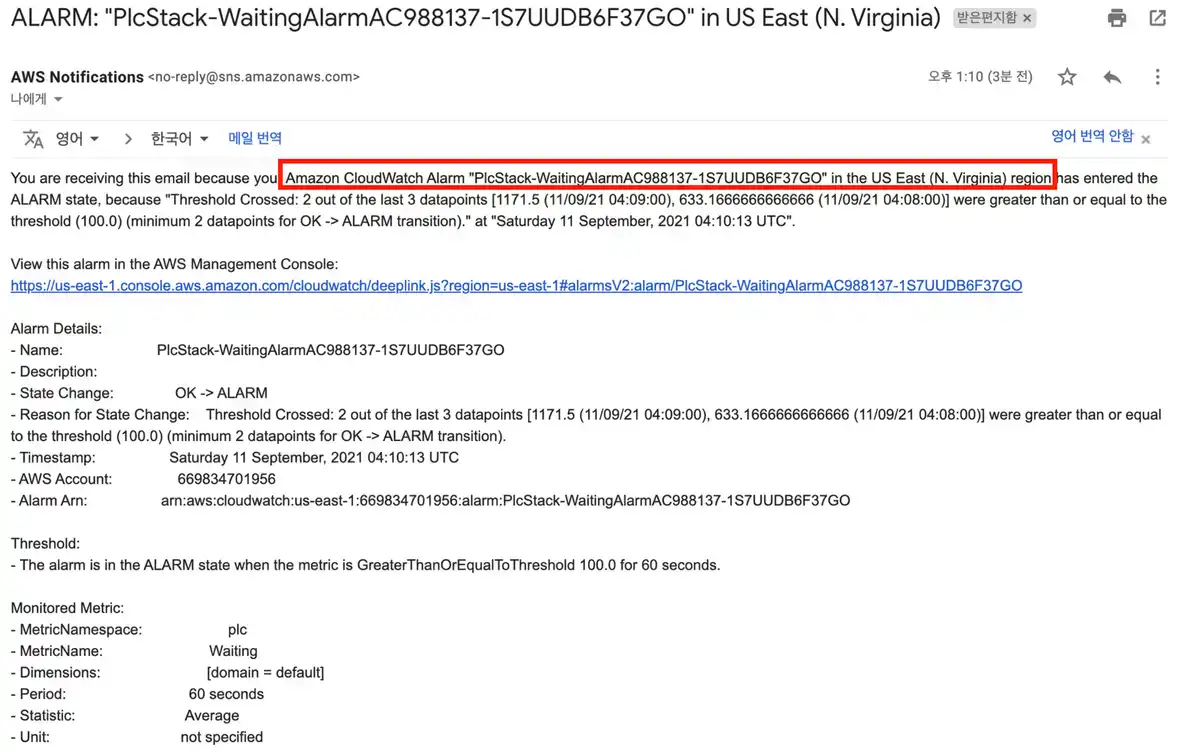 ALARM: "PlcStack-WaitingAlarmAC988137-1S7UUDB6F37GO" in US East (N. Virginia) 받은편지함 ×
AWS Notifications <no-reply@sns.amazonaws.com> 오후 1:10 (3분 전)
나에게
영어 > 한국어 메일 번역 영어 번역 안함 ×
You are receiving this email because you Amazon CloudWatch Alarm "PlcStack-WaitingAlarmAC988137-1S7UUDB6F37GO" in the US East (N. Virginia) region has entered the
ALARM state, because "Threshold Crossed: 2 out of the last 3 datapoints [1171.5 (11/09/21 04:09:00), 633.1666666666666 (11/09/21 04:08:00)] were greater than or equal to the
threshold (100.0) (minimum 2 datapoints for OK -> ALARM transition)." at "Saturday 11 September, 2021 04:10:13 UTC".
View this alarm in the AWS Management Console:
https://us-east-1.console.aws.amazon.com/cloudwatch/deeplink.js?region=us-east-1#alarmsV2:alarm/PlcStack-WaitingAlarmAC988137-1S7UUDB6F37GO
Alarm Details:
- Name: PlcStack-WaitingAlarmAC988137-1S7UUDB6F37GO
- Description:
- State Change: OK -> ALARM
- Reason for State Change: Threshold Crossed: 2 out of the last 3 datapoints [1171.5 (11/09/21 04:09:00), 633.1666666666666 (11/09/21 04:08:00)] were greater than or equal
to the threshold (100.0) (minimum 2 datapoints for OK -> ALARM transition).
- Timestamp: Saturday 11 September, 2021 04:10:13 UTC
- AWS Account: 669834701956
- Alarm Arn: arn:aws:cloudwatch:us-east-1:669834701956:alarm:PlcStack-WaitingAlarmAC988137-1S7UUDB6F37GO
Threshold:
- The alarm is in the ALARM state when the metric is GreaterThanOrEqualToThreshold 100.0 for 60 seconds.
Monitored Metric:
- MetricNamespace: plc
- MetricName: Waiting
- Dimensions: [domain = default]
- Period: 60 seconds
- Statistic: Average
- Unit: not specified